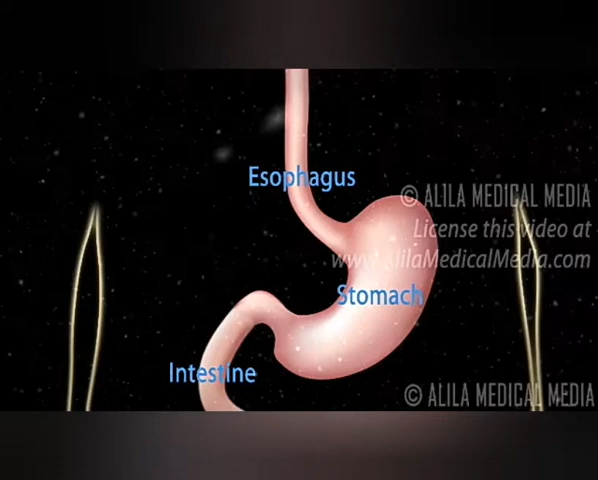 Esophagus
© ALILA MEDICAL MEDIA
License this video at
www.AlilaMedicalMedia.com
Stomach
Intestine
© ALILA MEDICAL MEDIA